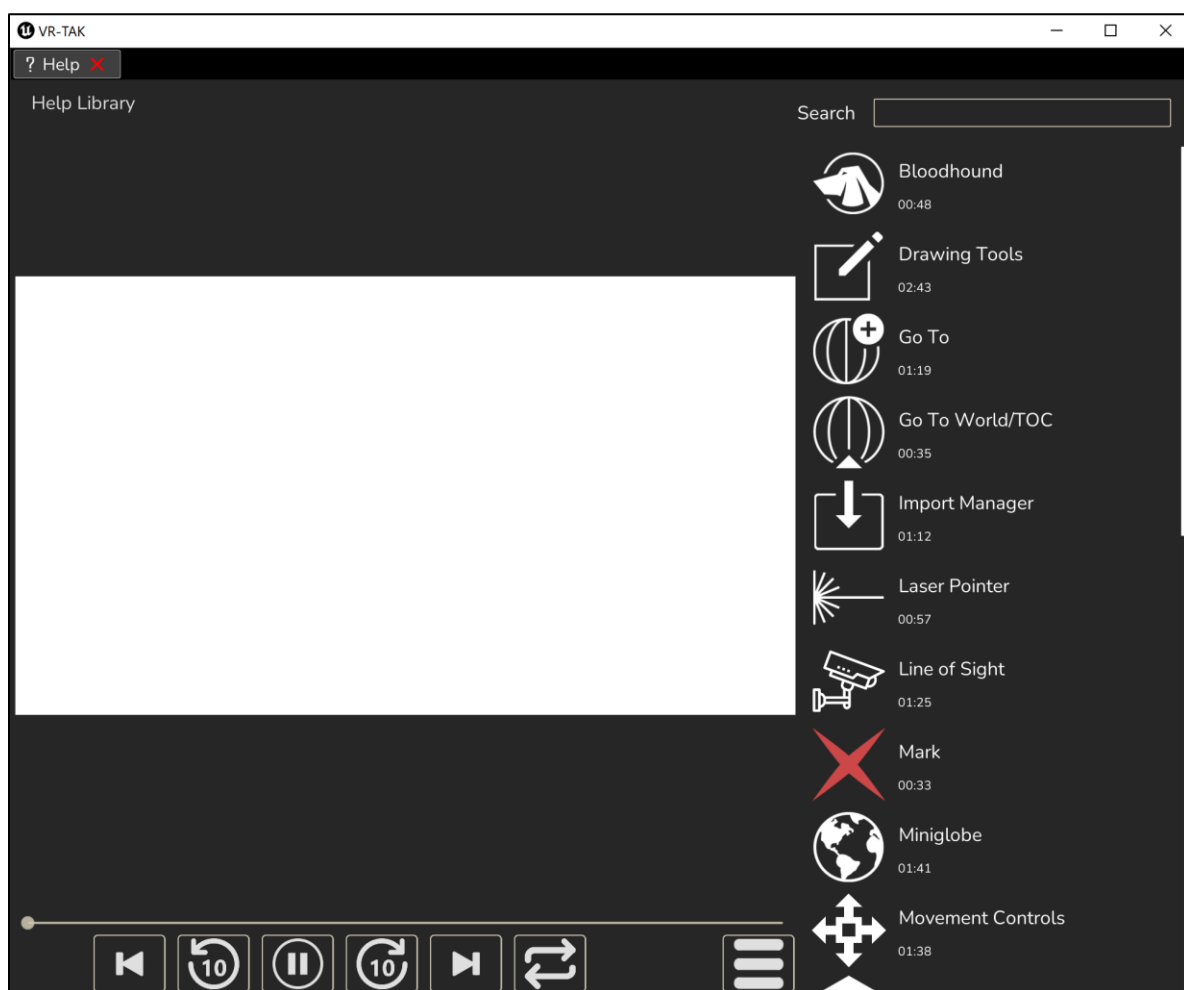 VR-TAK
? Help
Help Library
Search
Bloodhound
00:48
Drawing Tools
02:43
Go To
01:19
Go To World/TOC
00:35
Import Manager
01:12
Laser Pointer
00:57
Line of Sight
01:25
Mark
00:33
Miniglobe
01:41
Movement Controls
01:38
10
10